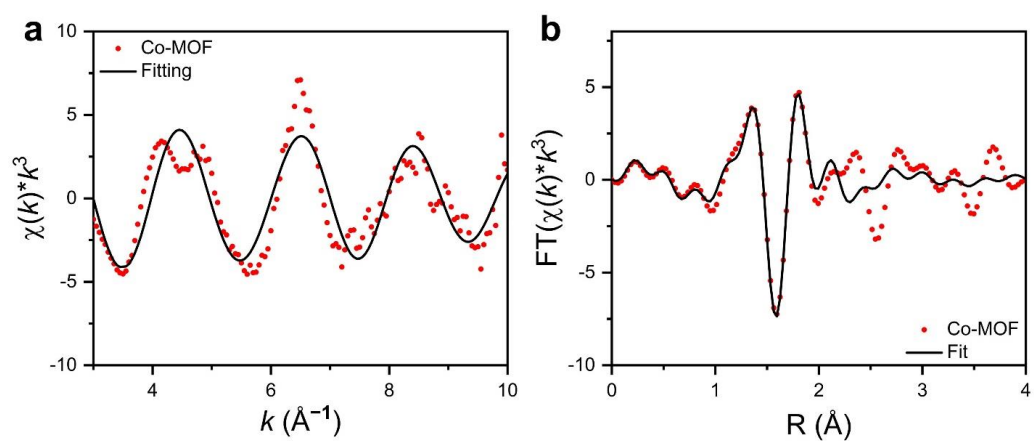 a
Co-MOF
Fitting
10
5
0
-5
-10
χ(k)*k³
4
6
8
10
k (Å⁻¹)
b
5
0
-5
-10
FT(χ(k)*k³)
Co-MOF
Fit
0
1
2
3
4
R (Å)